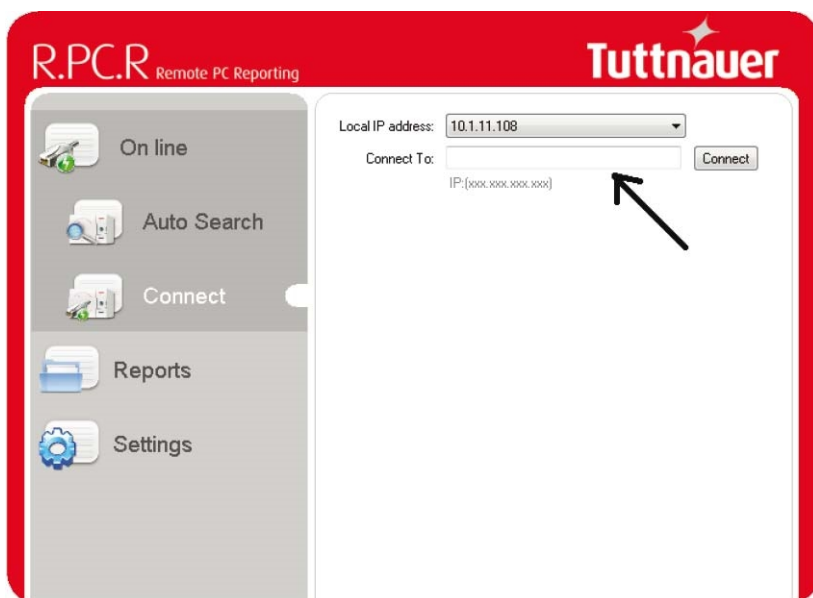 R.PC.R Remote PC Reporting
Tuttnauer
On line
Auto Search
Connect
Reports
Settings
Local IP address: 10.1.11.108
Connect To: Connect
IP:(xxx.xxx.xxx.xxx)